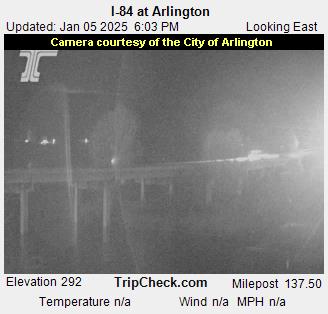 I-84 at Arlington
Updated: Jan 05 2025 6:03 PM Looking East
Camera courtesy of the City of Arlington
Elevation 292 TripCheck.com Milepost 137.50
Temperature n/a Wind n/a MPH n/a